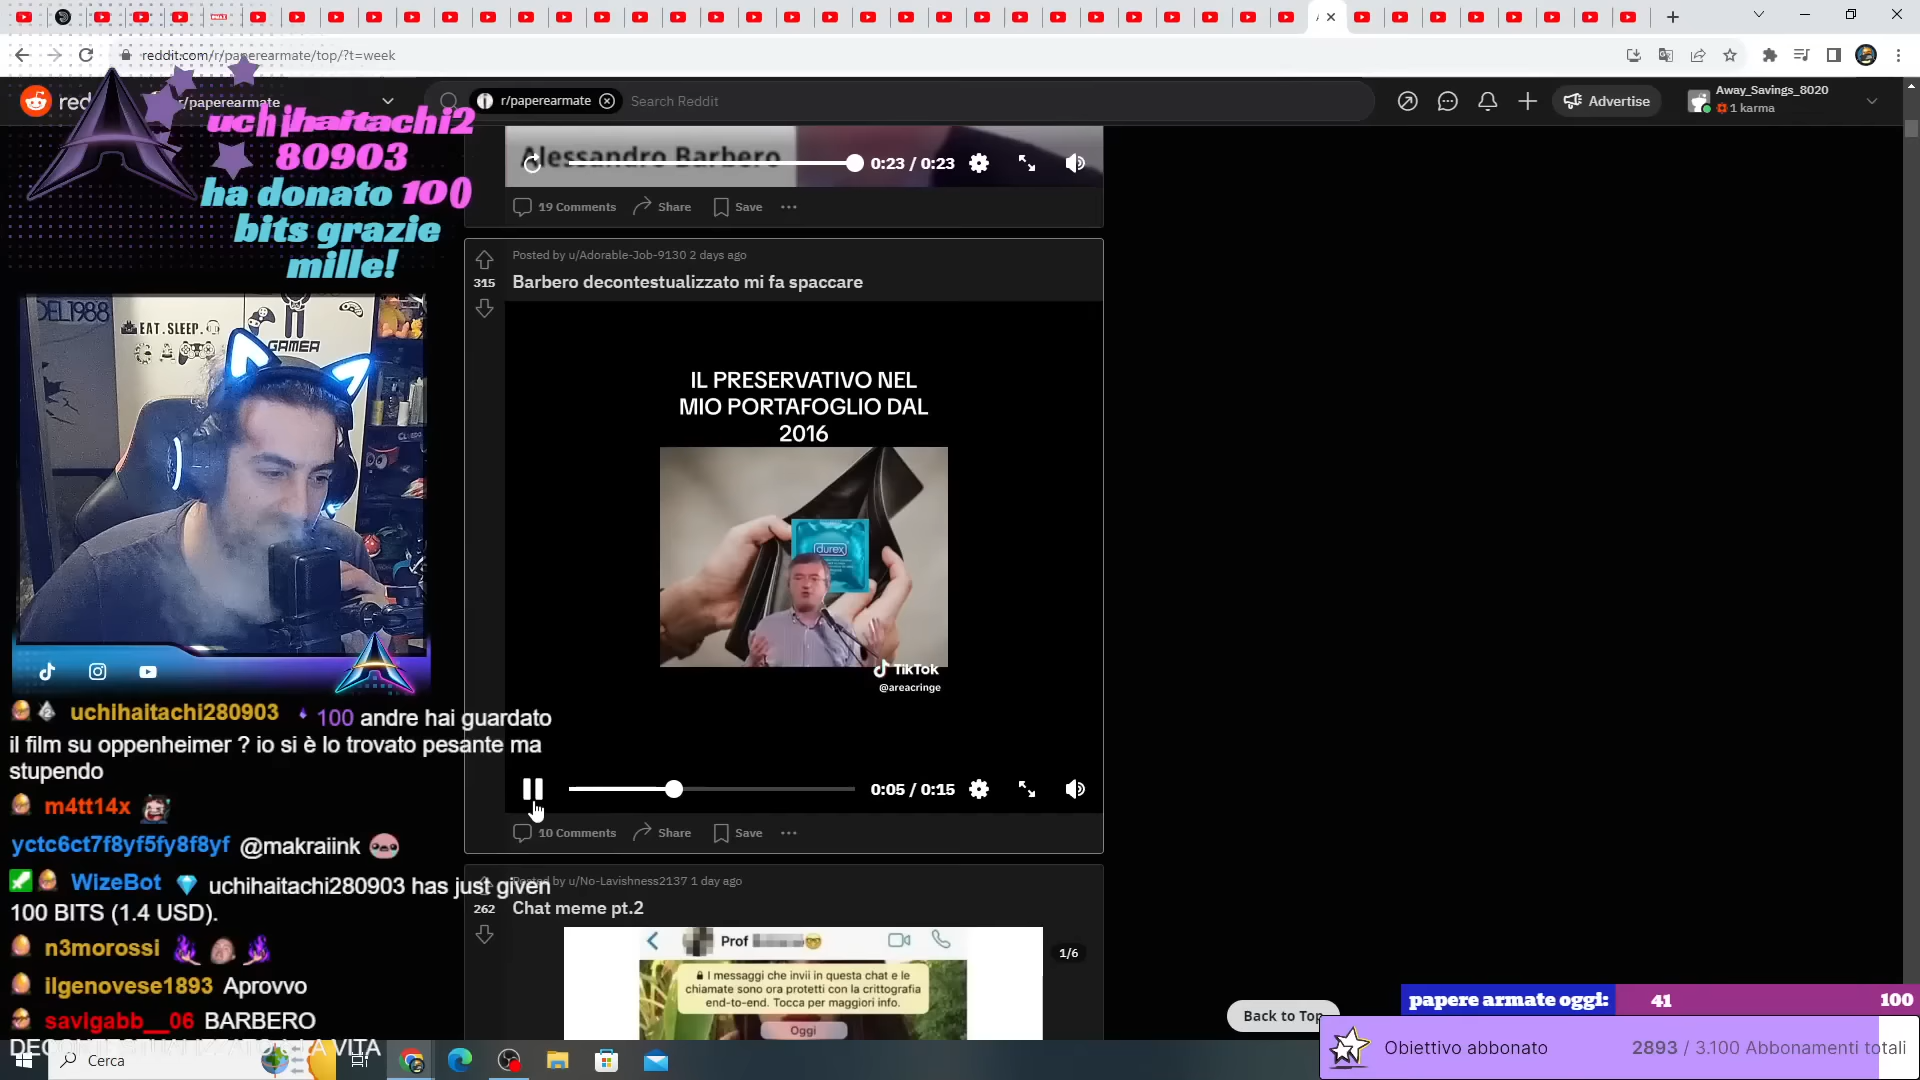 reddit.com/r/paperearmate/top/?t=week
red
r/paperearmate
r/paperearmate
Search Reddit
Advertise
Away_Savings_8020
1 karma
uchihaitachi2
80903
ha donato 100
bits grazie
mille!
Alessandro Barbero
0:23 / 0:23
19 Comments
Share
Save
Posted by u/Adorable-Job-9130 2 days ago
315
Barbero decontestualizzato mi fa spaccare
IL PRESERVATIVO NEL
MIO PORTAFOGLIO DAL
2016
durex
TikTok
@areacringe
0:05 / 0:15
10 Comments
Share
Save
Posted by u/No-Lavishness2137 1 day ago
262
Chat meme pt.2
Prof
1/6
I messaggi che invii in questa chat e le
chiamate sono ora protetti con la crittografia
end-to-end. Tocca per maggiori info.
Oggi
DEL1988
EAT.SLEEP.
GAMER
uchihaitachi280903 100 andre hai guardato
il film su oppenheimer ? io si è lo trovato pesante ma
stupendo
m4tt14x
yctc6ct7f8yf5fy8f8yf @makraiink
WizeBot uchihaitachi280903 has just given
100 BITS (1.4 USD).
n3morossi
ilgenovese1893 Aprovvo
savigabb__06 BARBERO
DECONTESTUALIZZATO È LA VITA
Cerca
Back to Top
papere armate oggi: 41 100
Obiettivo abbonato 2893 / 3.100 Abbonamenti totali